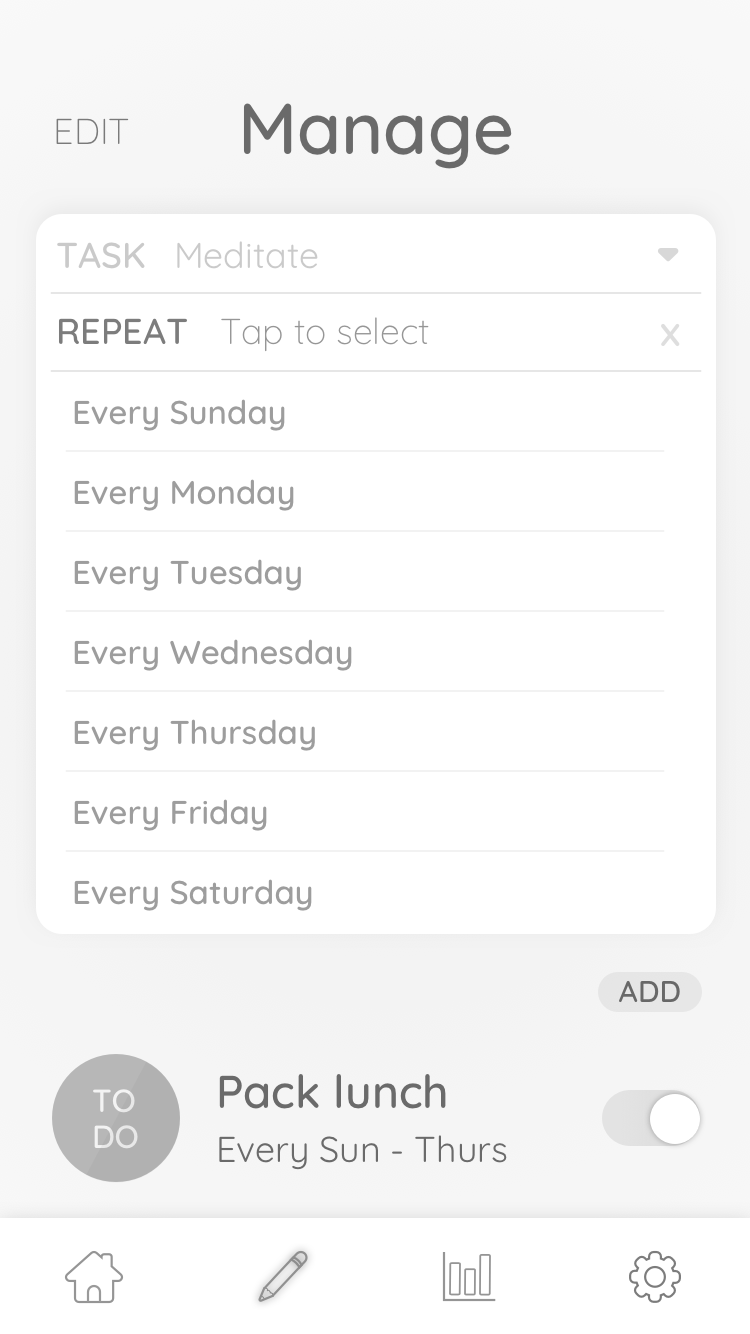 EDIT Manage
TASK Meditate
REPEAT Tap to select x
Every Sunday
Every Monday
Every Tuesday
Every Wednesday
Every Thursday
Every Friday
Every Saturday
ADD
TO
DO
Pack lunch
Every Sun - Thurs